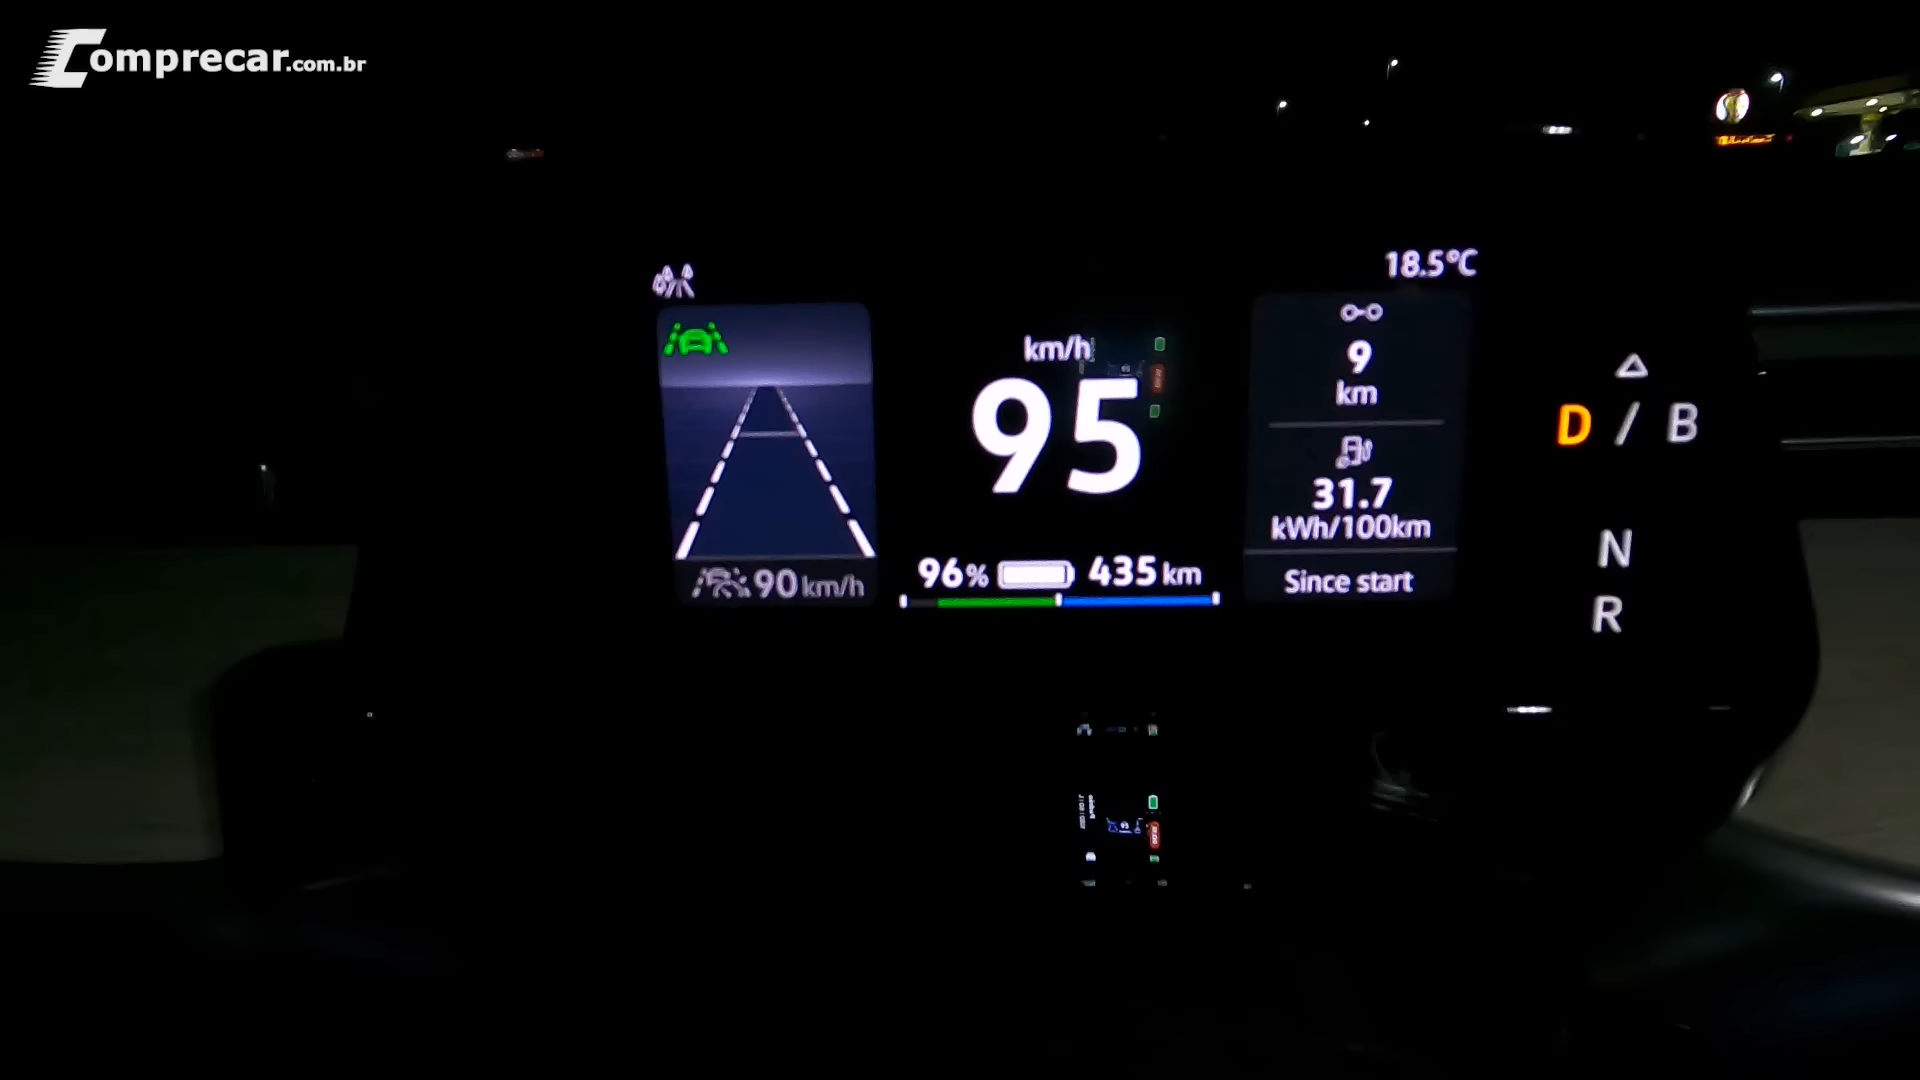 Comprecar.com.br
18.5°C
km/h
95
9
km
31.7
kWh/100km
Since start
90 km/h
96%
435 km
D / B
N
R